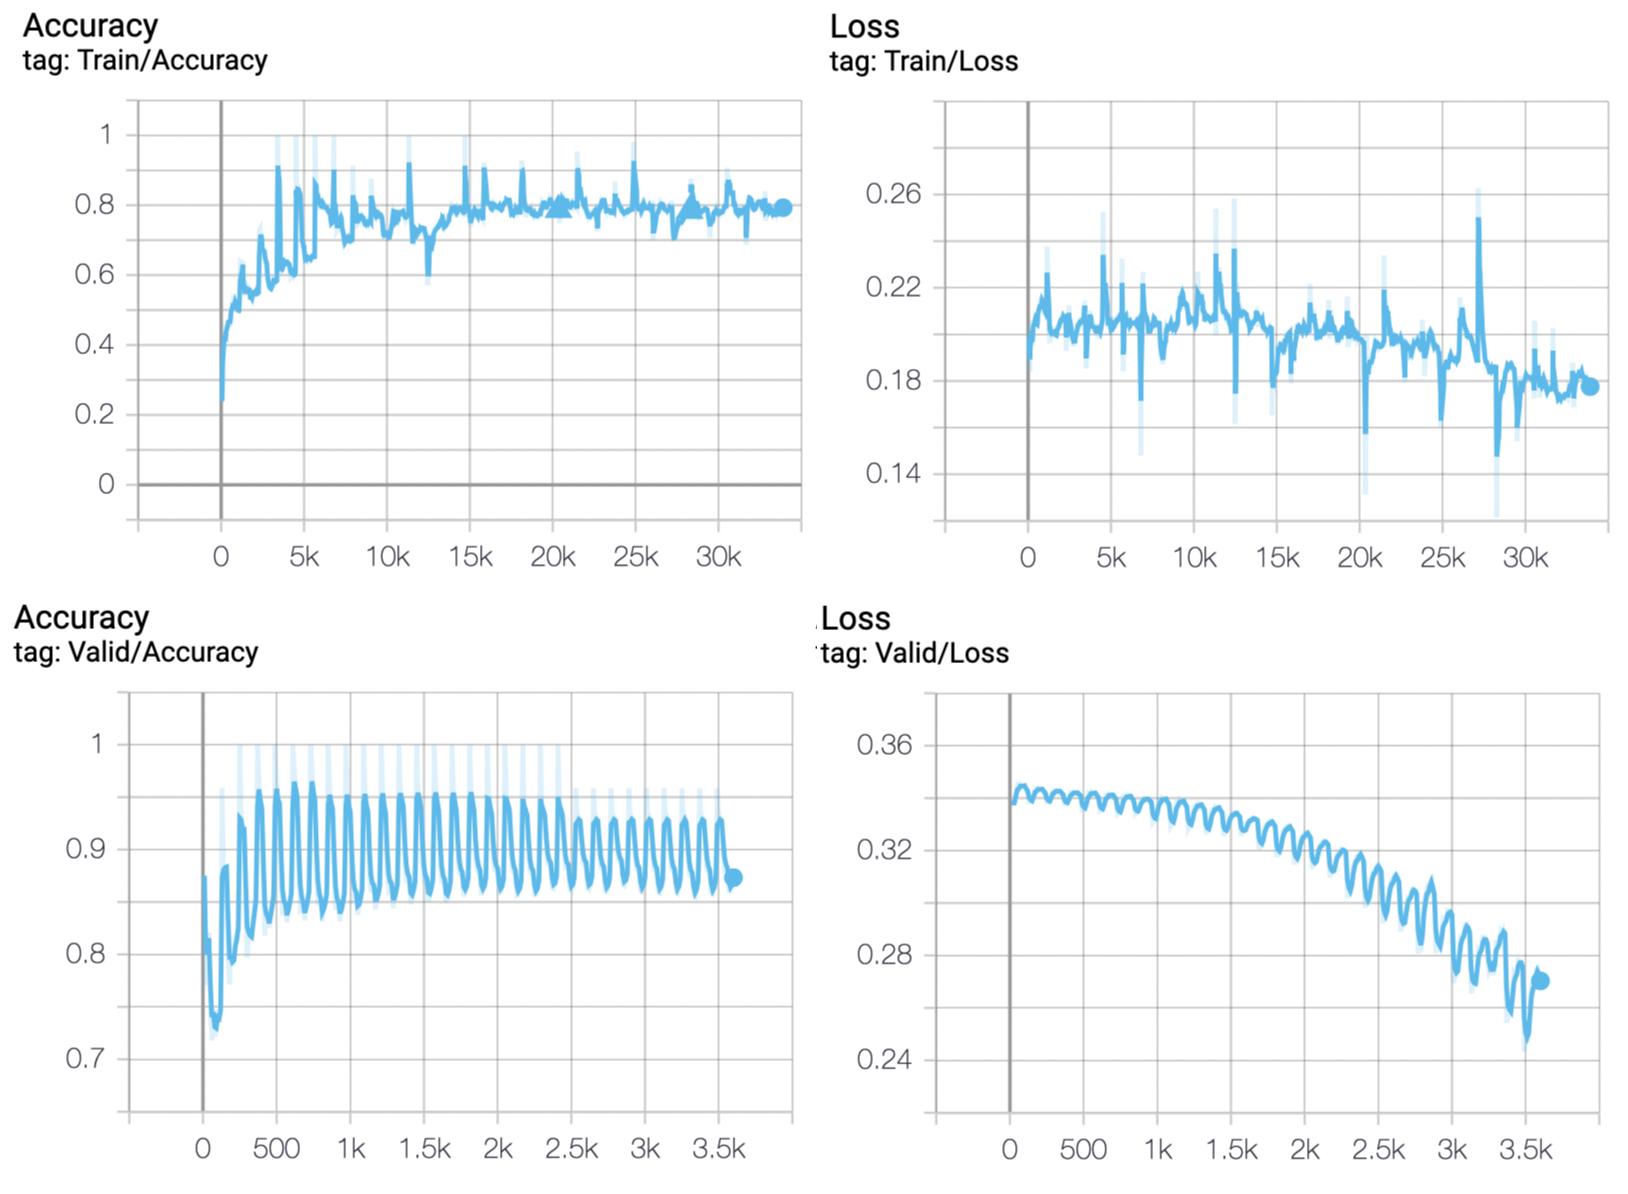 Accuracy
tag: Train/Accuracy
1
0.8
0.6
0.4
0.2
0
0 5k 10k 15k 20k 25k 30k
Loss
tag: Train/Loss
0.26
0.22
0.18
0.14
0 5k 10k 15k 20k 25k 30k
Accuracy
tag: Valid/Accuracy
1
0.9
0.8
0.7
0 500 1k 1.5k 2k 2.5k 3k 3.5k
Loss
tag: Valid/Loss
0.36
0.32
0.28
0.24
0 500 1k 1.5k 2k 2.5k 3k 3.5k